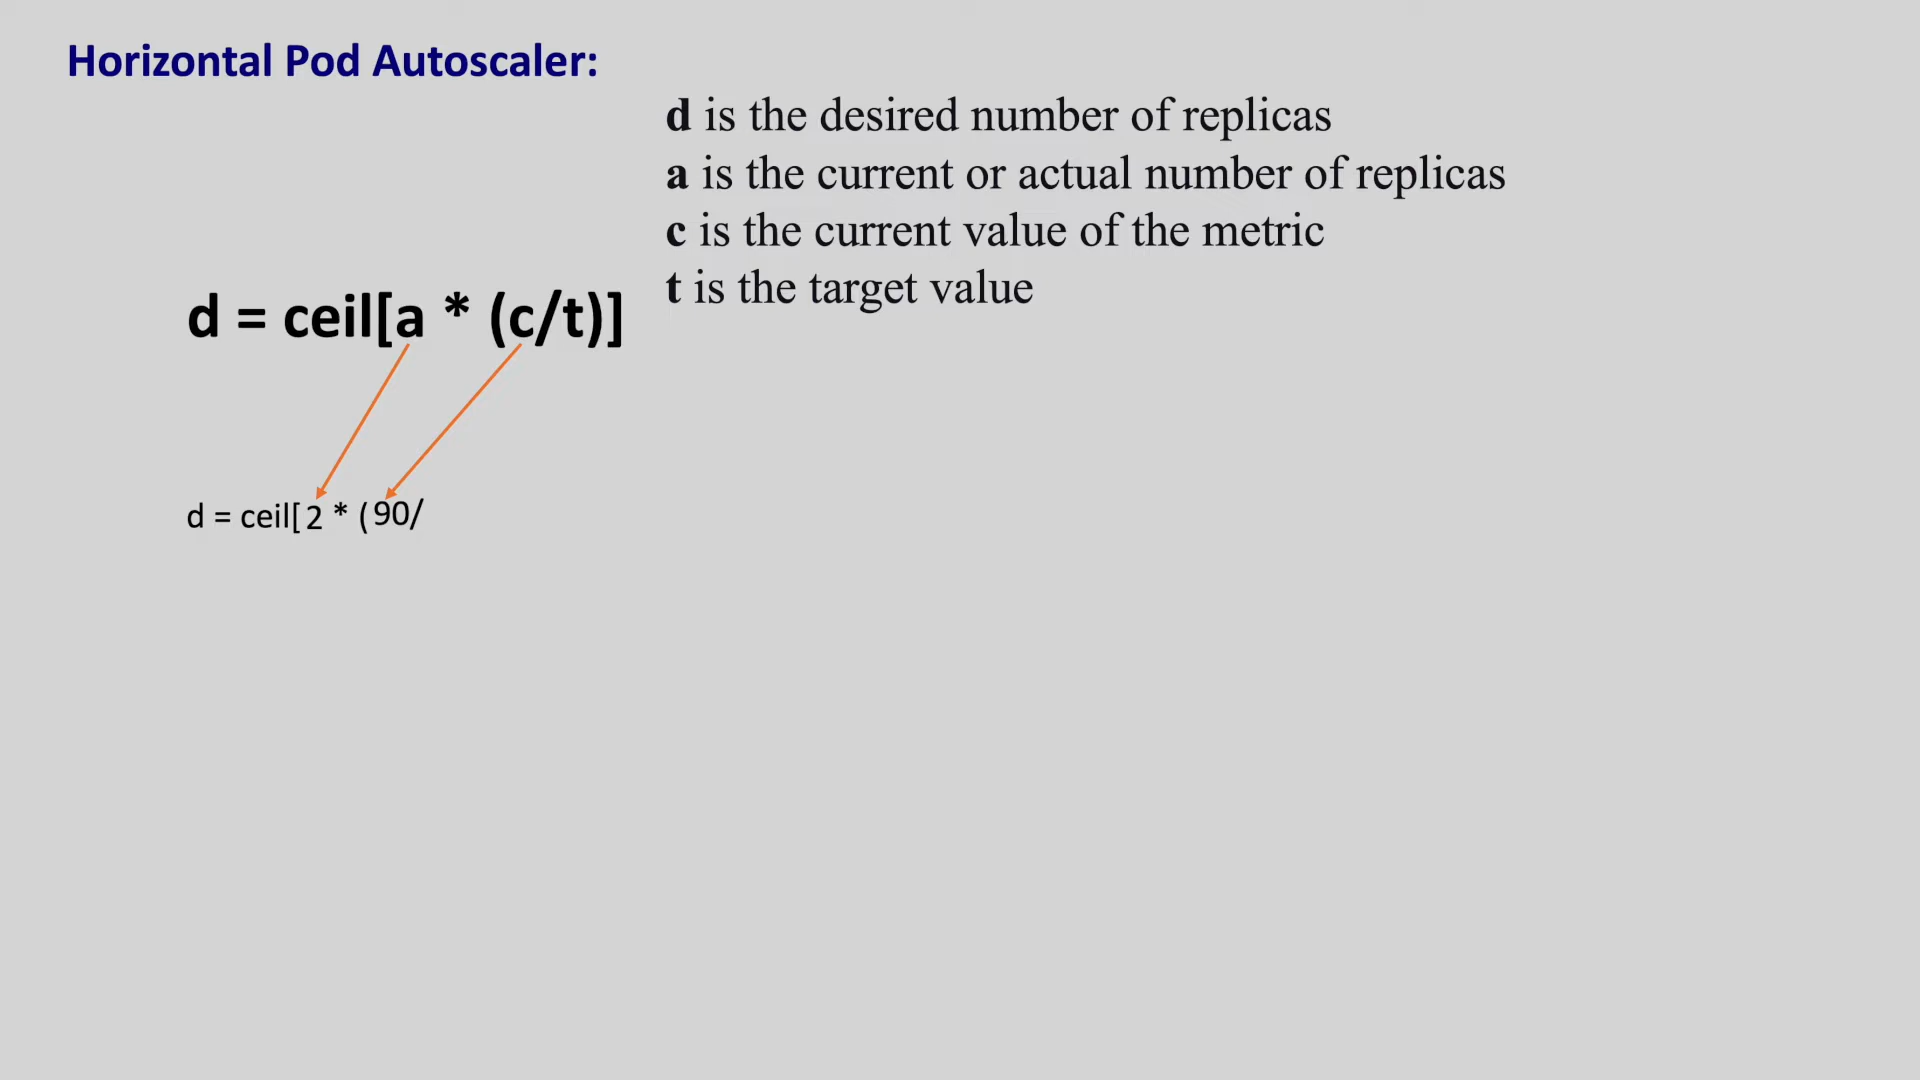 Horizontal Pod Autoscaler:
d is the desired number of replicas
a is the current or actual number of replicas
c is the current value of the metric
t is the target value
d = ceil[a * (c/t)]
d = ceil[ 2 * ( 90/